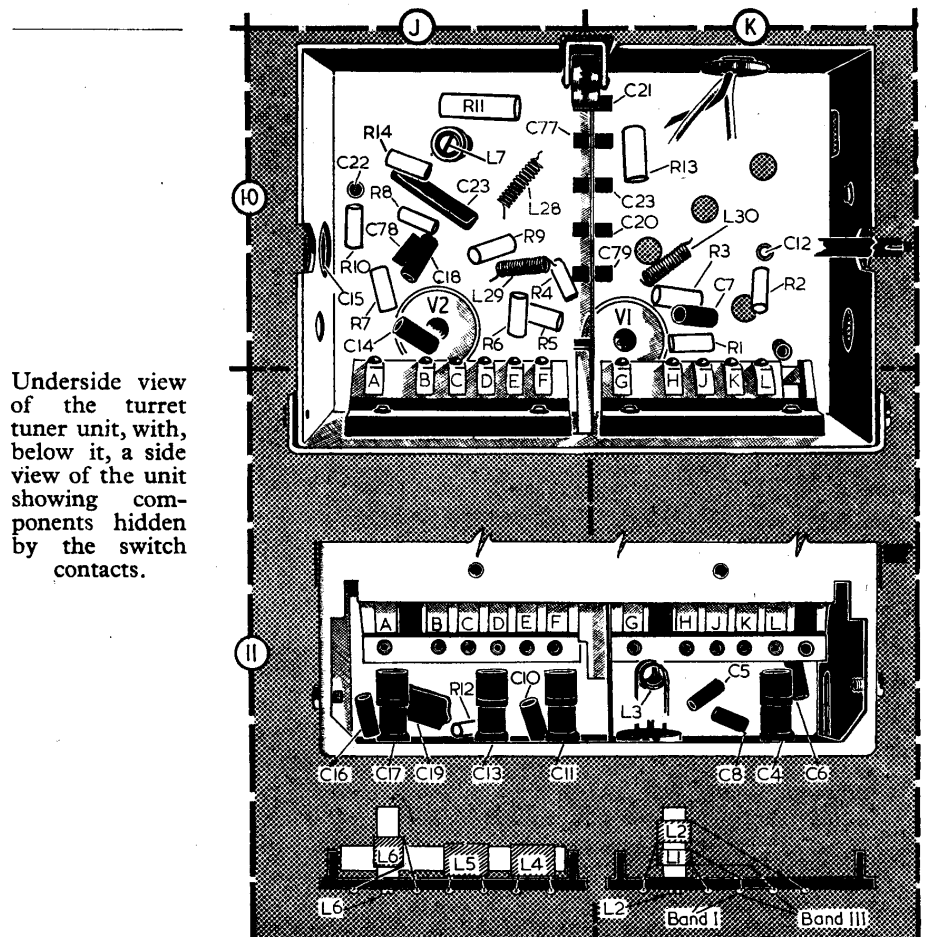 J
K
R11
C21
C77
R14
L7
R13
C22
C23
C23
R8
L28
L30
C20
10
C78
R9
R3
C12
C79
R10
C18
C15
L29
R4
C7
R2
R7
V2
V1
C14
R6
R5
R1
A B C D E F G H J K L
Underside view
of the turret
tuner unit, with,
below it, a side
view of the unit
showing com-
ponents hidden
by the switch
contacts.
A B C D E F G H J K L
11
C10
C5
R12
L3
C16 C17 C19 C13 C11 C8 C4 C6
L2
L6 L5 L4 L1
L6 L2 Band I Band III